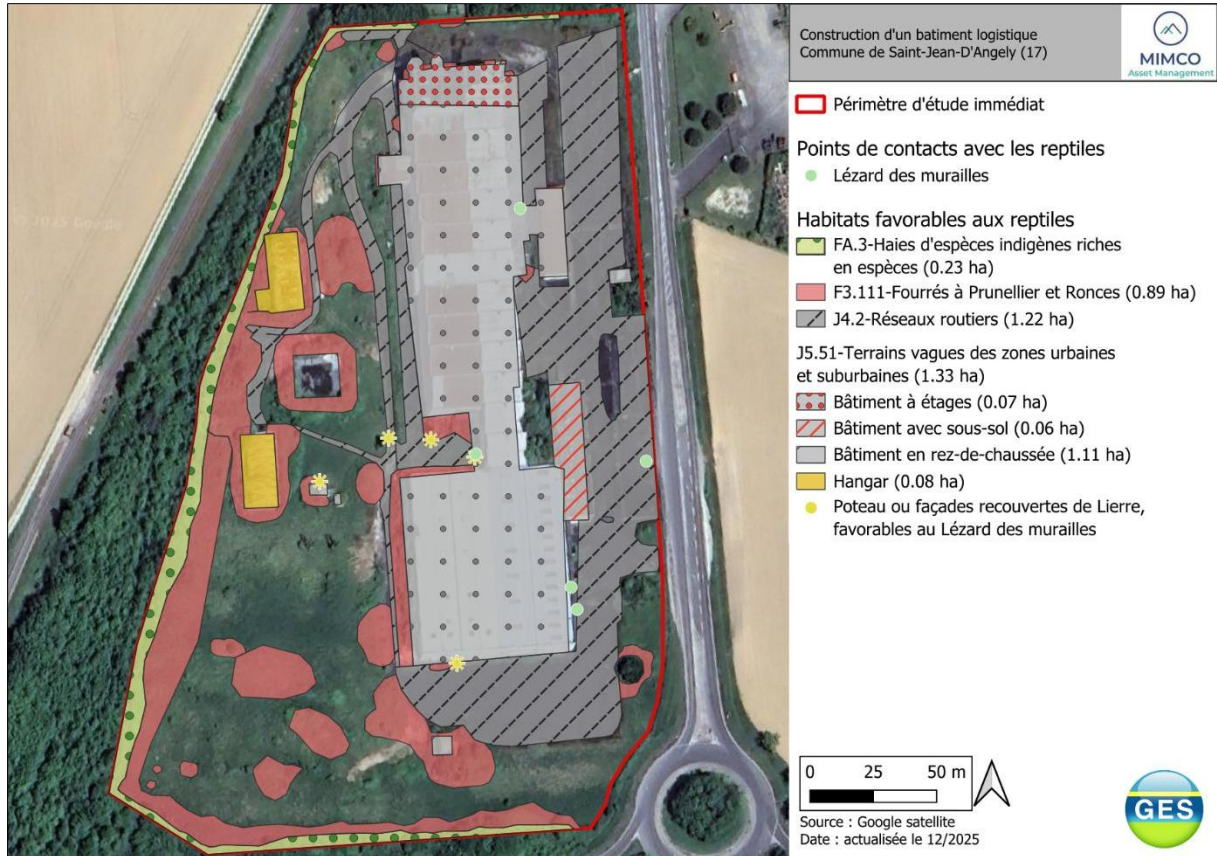 Construction d'un batiment logistique
Commune de Saint-Jean-D'Angely (17)
MIMCO
Asset Management
Périmètre d'étude immédiat
Points de contacts avec les reptiles
Lézard des murailles
Habitats favorables aux reptiles
FA.3-Haies d'espèces indigènes riches
en espèces (0.23 ha)
F3.111-Fourrés à Prunellier et Ronces (0.89 ha)
J4.2-Réseaux routiers (1.22 ha)
J5.51-Terrains vagues des zones urbaines
et suburbaines (1.33 ha)
Bâtiment à étages (0.07 ha)
Bâtiment avec sous-sol (0.06 ha)
Bâtiment en rez-de-chaussée (1.11 ha)
Hangar (0.08 ha)
Poteau ou façades recouvertes de Lierre,
favorables au Lézard des murailles
0 25 50 m
Source : Google satellite
Date : actualisée le 12/2025
GES